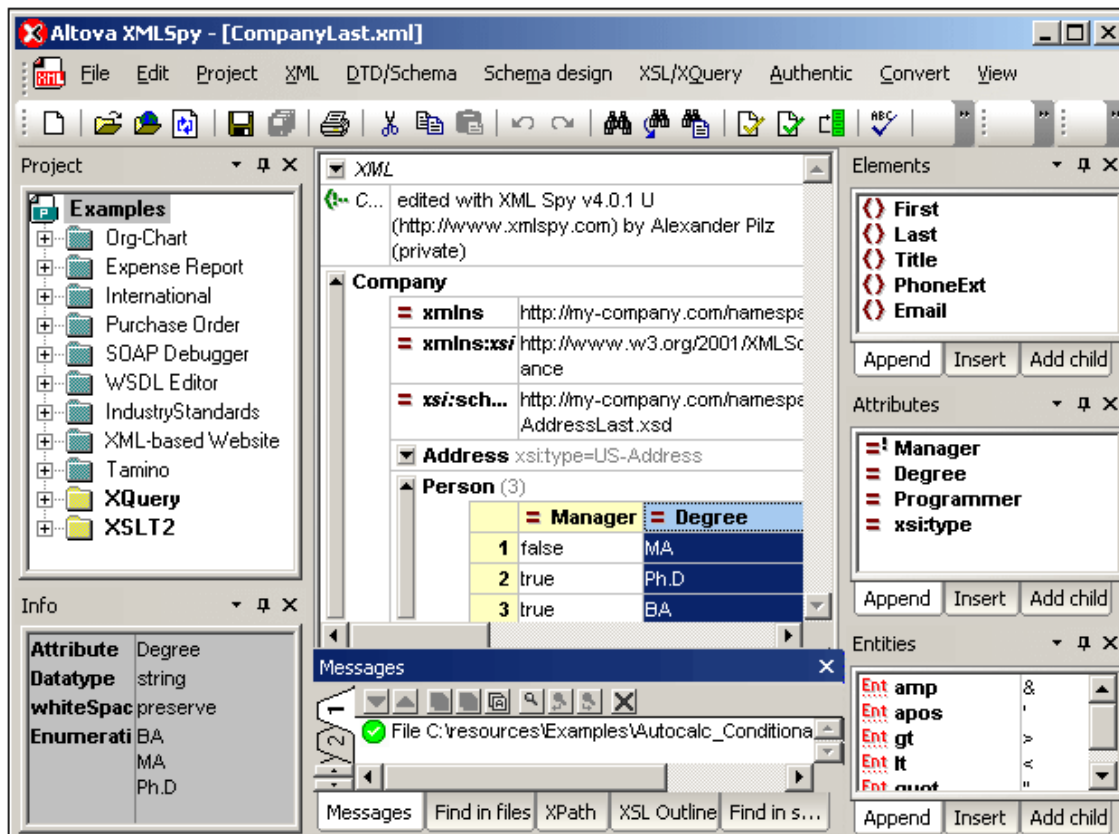 Altova XMLSpy - [CompanyLast.xml]
File Edit Project XML DTD/Schema Schema design XSL/XQuery Authentic Convert View
Project
Examples
Org-Chart
Expense Report
International
Purchase Order
SOAP Debugger
WSDL Editor
IndustryStandards
XML-based Website
Tamino
XQuery
XSLT2
Info
Attribute Degree
Datatype string
whiteSpac preserve
Enumerati BA
MA
Ph.D
XML
C... edited with XML Spy v4.0.1 U
(http://www.xmlspy.com) by Alexander Pilz
(private)
Company
= xmlns http://my-company.com/namespa
= xmlns:xsi http://www.w3.org/2001/XMLSc
ance
= xsi:sch... http://my-company.com/namespa
AddressLast.xsd
Address xsi:type=US-Address
Person (3)
= Manager = Degree
1 false MA
2 true Ph.D
3 true BA
Messages
1
2
File C:\resources\Examples\Autocalc_Conditiona
Messages Find in files XPath XSL Outline Find in s...
Elements
First
Last
Title
PhoneExt
Email
Append Insert Add child
Attributes
=! Manager
= Degree
= Programmer
= xsi:type
Append Insert Add child
Entities
Ent amp &
Ent apos '
Ent gt >
Ent lt <
Ent quot "
Append Insert Add child